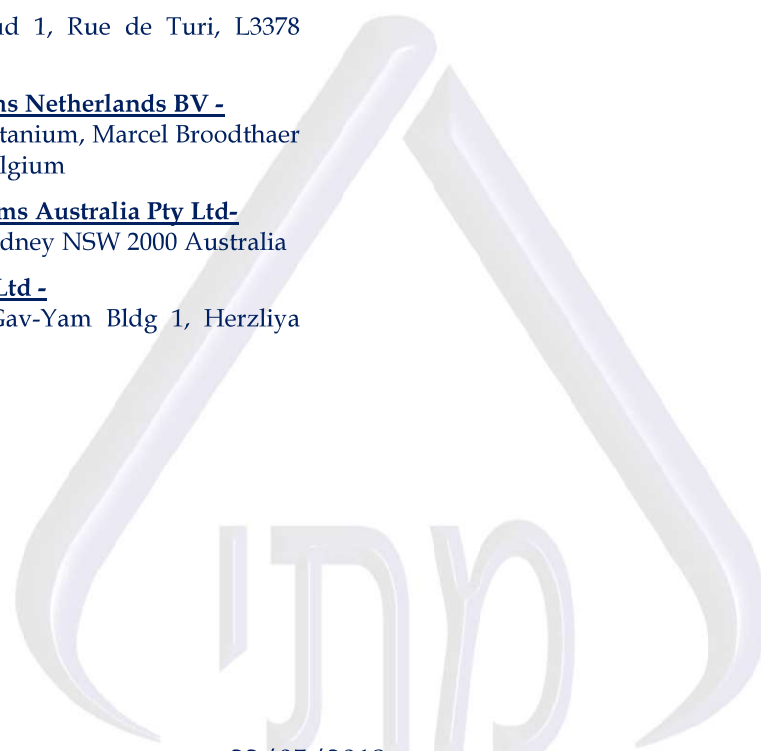 ud 1, Rue de Turi, L3378
ns Netherlands BV -
tanium, Marcel Broodthaer
lgium
ms Australia Pty Ltd-
dney NSW 2000 Australia
Ltd -
Gav-Yam Bldg 1, Herzliya
מתי